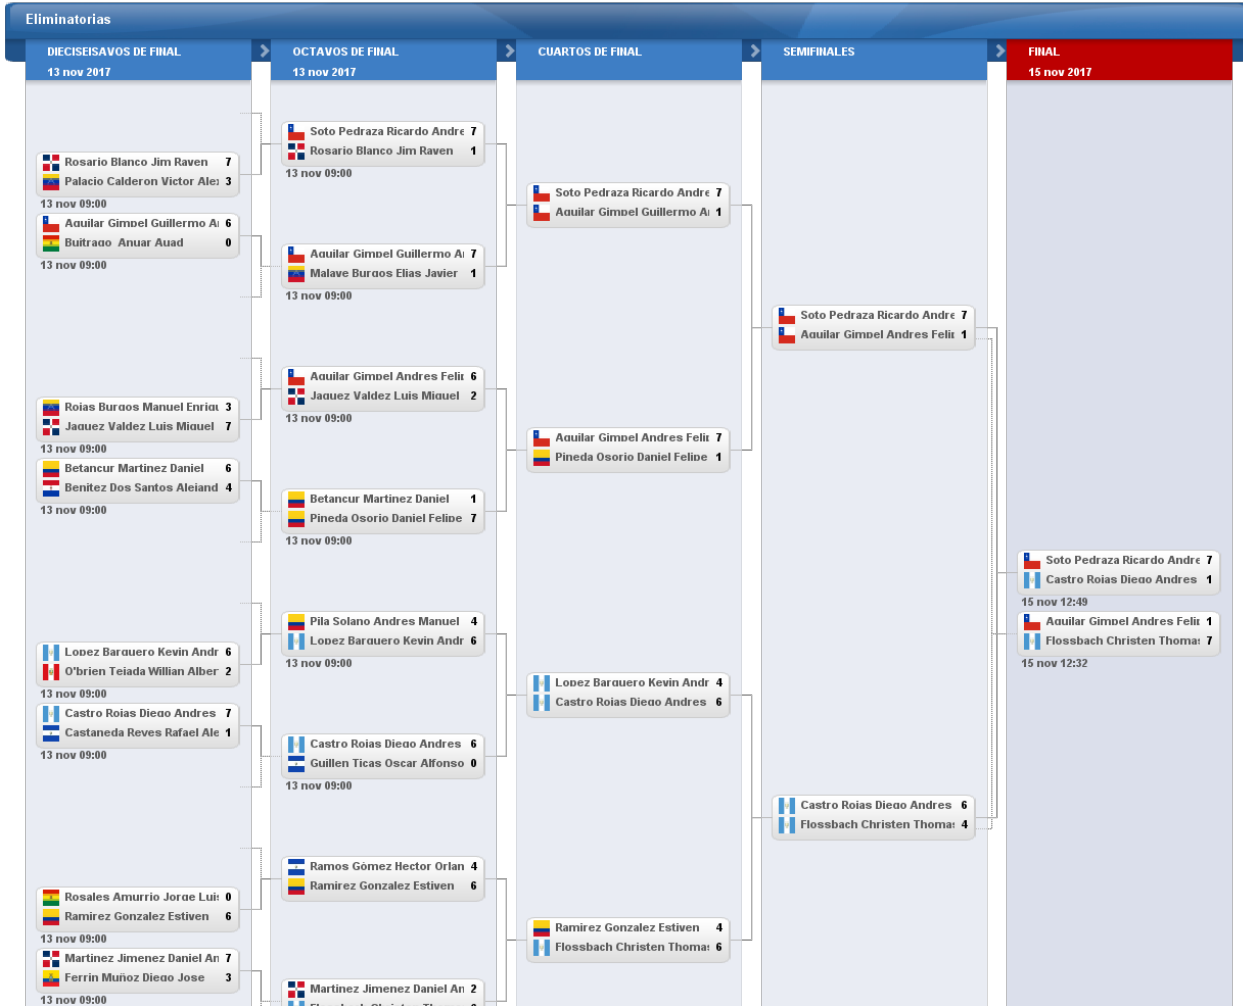 Eliminatorias
DIECISEISAVOS DE FINAL
13 nov 2017
OCTAVOS DE FINAL
13 nov 2017
CUARTOS DE FINAL
SEMIFINALES
FINAL
15 nov 2017
Rosario Blanco Jim Raven 7
Palacio Calderon Victor Ale 3
13 nov 09:00
Aguilar Gimpel Guillermo A 6
Buitrago Anuar Auad 0
13 nov 09:00
Rojas Burgos Manuel Enriqu 3
Jaquez Valdez Luis Miguel 7
13 nov 09:00
Betancur Martinez Daniel 6
Benitez Dos Santos Alejand 4
13 nov 09:00
Lopez Barquero Kevin Andr 6
O'brien Tejada Willian Alber 2
13 nov 09:00
Castro Rojas Diego Andres 7
Castaneda Reyes Rafael Ale 1
13 nov 09:00
Rosales Amurrio Jorge Luis 0
Ramirez Gonzalez Estiven 6
13 nov 09:00
Martinez Jimenez Daniel An 7
Ferrin Muñoz Diego Jose 3
13 nov 09:00
Soto Pedraza Ricardo Andre 7
Rosario Blanco Jim Raven 1
13 nov 09:00
Aguilar Gimpel Guillermo A 7
Malave Burgos Elias Javier 1
13 nov 09:00
Aguilar Gimpel Andres Feli 6
Jaquez Valdez Luis Miguel 2
13 nov 09:00
Betancur Martinez Daniel 1
Pineda Osorio Daniel Felipe 7
13 nov 09:00
Pila Solano Andres Manuel 4
Lopez Barquero Kevin Andr 6
13 nov 09:00
Castro Rojas Diego Andres 6
Guillen Ticas Oscar Alfonso 0
13 nov 09:00
Ramos Gómez Hector Orlan 4
Ramirez Gonzalez Estiven 6
Martinez Jimenez Daniel An 2
Soto Pedraza Ricardo Andre 7
Aguilar Gimpel Guillermo A 1
Aguilar Gimpel Andres Feli 7
Pineda Osorio Daniel Felipe 1
Lopez Barquero Kevin Andr 4
Castro Rojas Diego Andres 6
Ramirez Gonzalez Estiven 4
Flossbach Christen Thomas 6
Soto Pedraza Ricardo Andre 7
Aguilar Gimpel Andres Feli 1
Castro Rojas Diego Andres 6
Flossbach Christen Thomas 4
Soto Pedraza Ricardo Andre 7
Castro Rojas Diego Andres 1
15 nov 12:49
Aguilar Gimpel Andres Feli 1
Flossbach Christen Thomas 7
15 nov 12:32